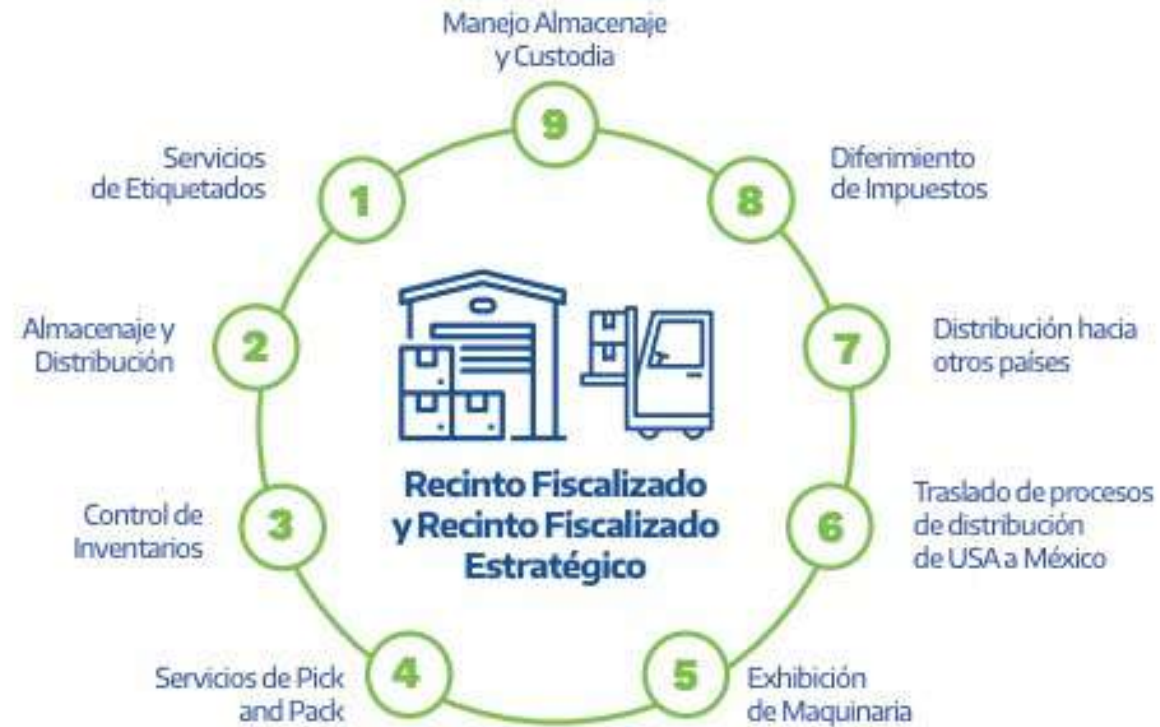 Manejo Almacenaje
y Custodia
9
Servicios
de Etiquetados
1
Diferimiento
de Impuestos
8
Almacenaje y
Distribución
2
Distribución hacia
otros países
7
Recinto Fiscalizado
y Recinto Fiscalizado
Estratégico
Control de
Inventarios
3
Traslado de procesos
de distribución
de USA a México
6
Servicios de Pick
and Pack
4
Exhibición
de Maquinaria
5